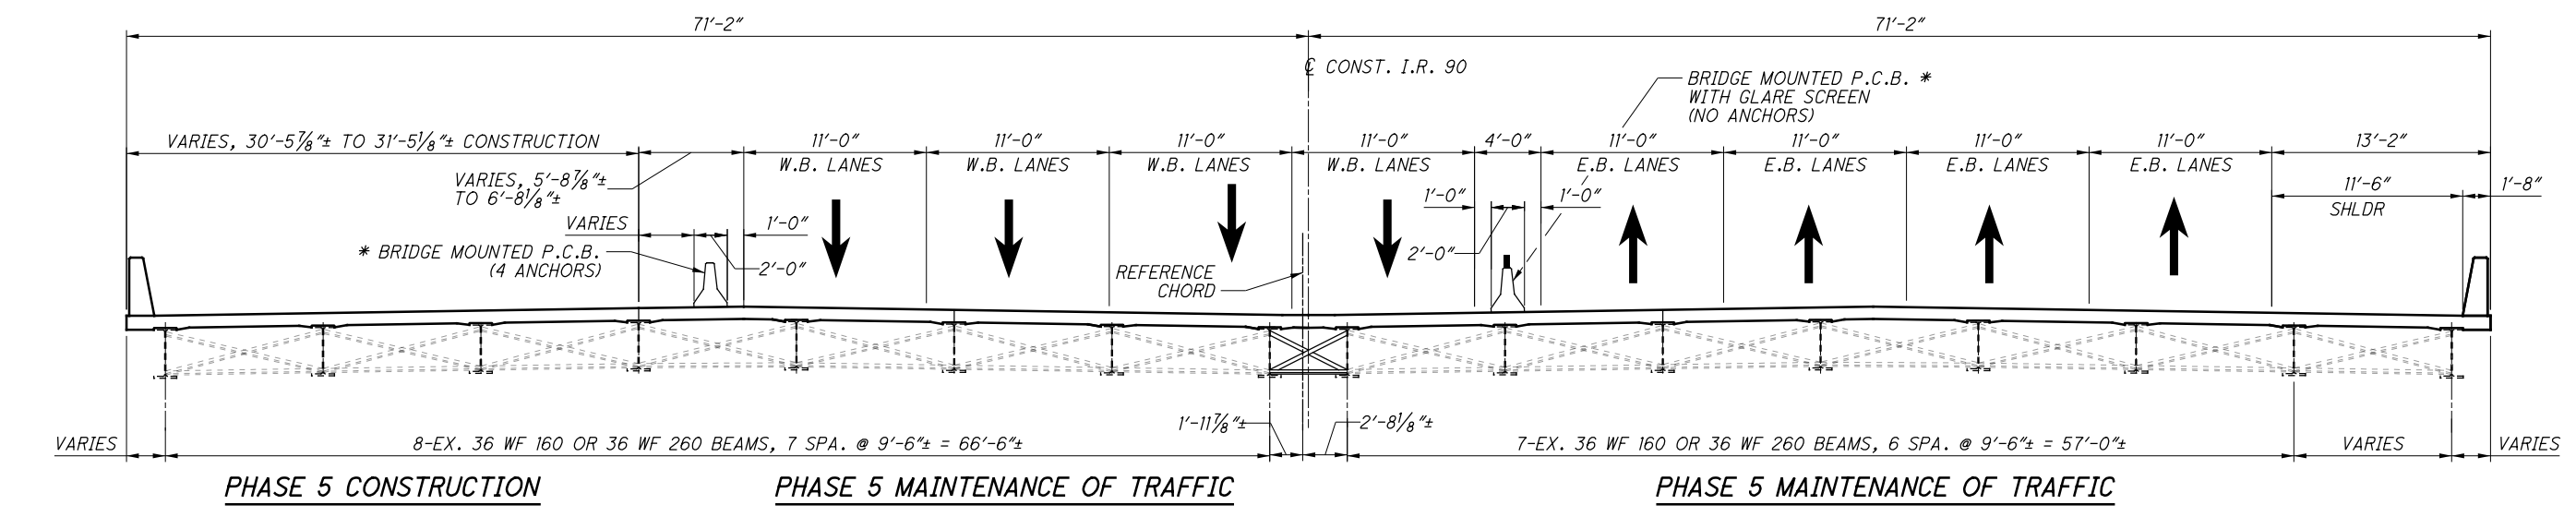 71'-2"
71'-2"
℄ CONST. I.R. 90
BRIDGE MOUNTED P.C.B. *
WITH GLARE SCREEN
(NO ANCHORS)
VARIES, 30'-5⅞"± TO 31'-5⅛"± CONSTRUCTION
11'-0"
11'-0"
11'-0"
11'-0"
4'-0"
11'-0"
11'-0"
11'-0"
11'-0"
13'-2"
W.B. LANES
W.B. LANES
W.B. LANES
W.B. LANES
E.B. LANES
E.B. LANES
E.B. LANES
E.B. LANES
VARIES, 5'-8⅞"±
TO 6'-8⅛"±
1'-0"
1'-0"
11'-6"
1'-8"
SHLDR
VARIES
1'-0"
* BRIDGE MOUNTED P.C.B.
(4 ANCHORS)
2'-0"
2'-0"
REFERENCE
CHORD
1'-11⅞"±
2'-8⅛"±
VARIES
8-EX. 36 WF 160 OR 36 WF 260 BEAMS, 7 SPA. @ 9'-6"± = 66'-6"±
7-EX. 36 WF 160 OR 36 WF 260 BEAMS, 6 SPA. @ 9'-6"± = 57'-0"±
VARIES
VARIES
PHASE 5 CONSTRUCTION
PHASE 5 MAINTENANCE OF TRAFFIC
PHASE 5 MAINTENANCE OF TRAFFIC